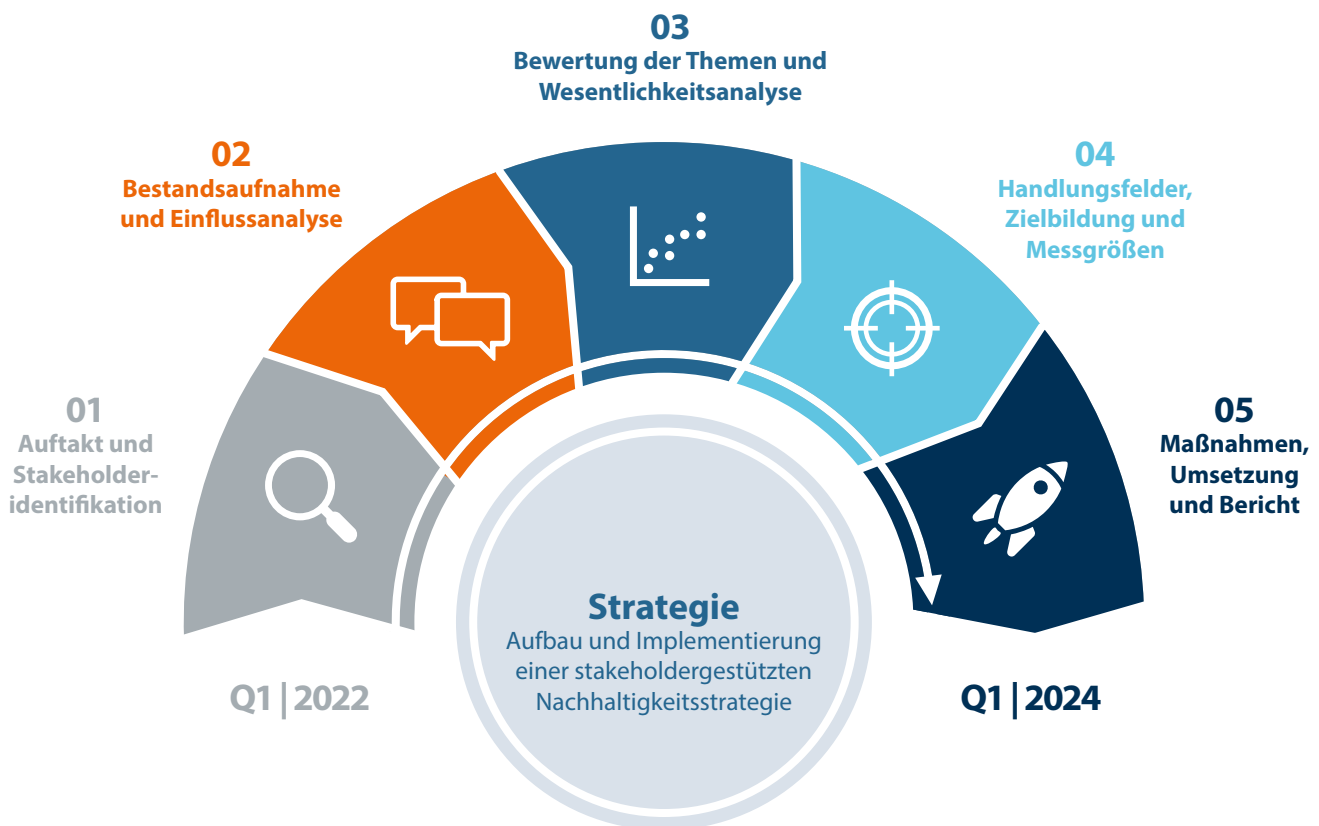 01
Auftakt und
Stakeholder-
identifikation
02
Bestandsaufnahme
und Einflussanalyse
03
Bewertung der Themen und
Wesentlichkeitsanalyse
04
Handlungsfelder,
Zielbildung und
Messgrößen
05
Maßnahmen,
Umsetzung
und Bericht
Strategie
Aufbau und Implementierung
einer stakeholdergestützten
Nachhaltigkeitsstrategie
Q1 | 2022
Q1 | 2024